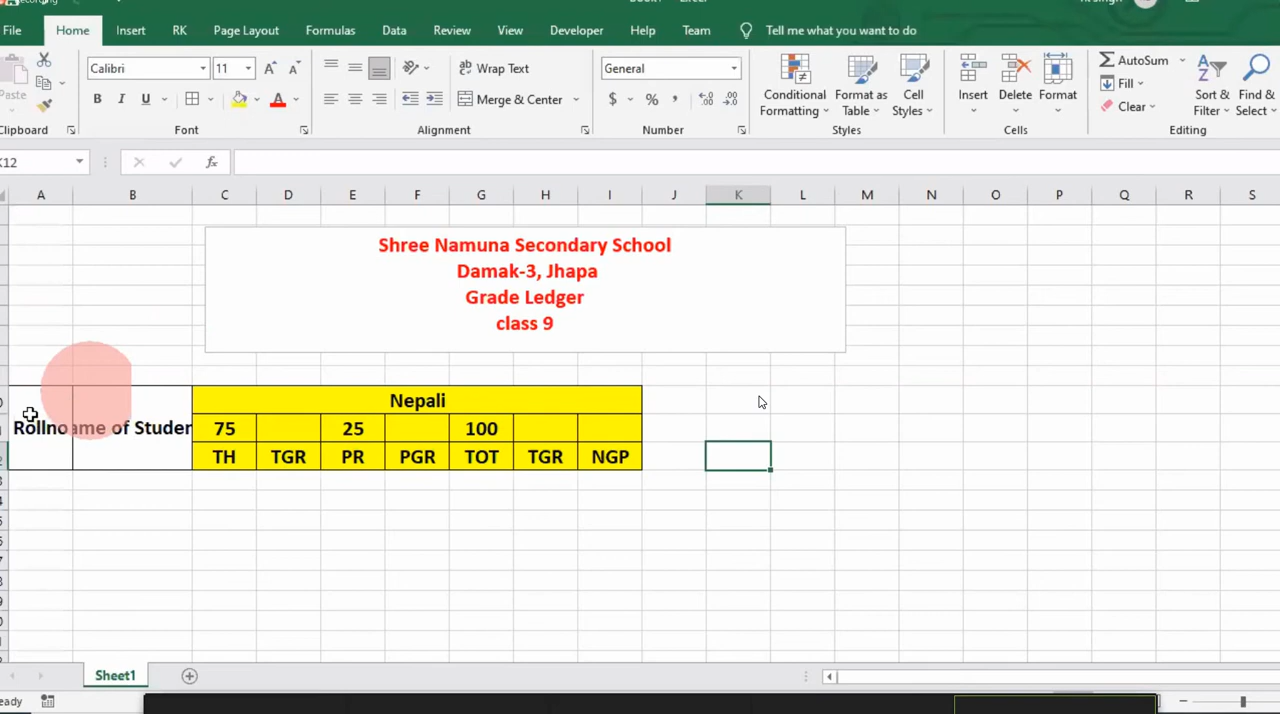 File Home Insert RK Page Layout Formulas Data Review View Developer Help Team Tell me what you want to do
Paste
Calibri 11
B I U
Wrap Text
Merge & Center
General
$ %
Conditional Formatting
Format as Table
Cell Styles
Insert Delete Format
AutoSum
Fill
Clear
Sort & Filter
Find & Select
Clipboard Font Alignment Number Styles Cells Editing
K12 fx
A B C D E F G H I J K L M N O P Q R S
Shree Namuna Secondary School
Damak-3, Jhapa
Grade Ledger
class 9
Nepali
Rollno ame of Studer 75 25 100
TH TGR PR PGR TOT TGR NGP
Sheet1
eady